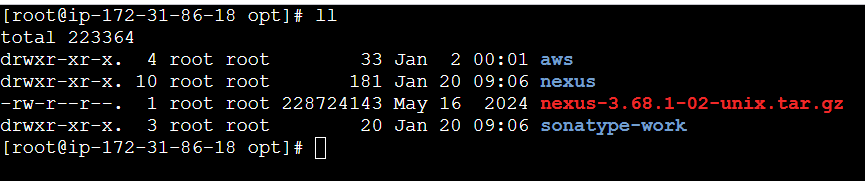 [root@ip-172-31-86-18 opt]# ll
total 223364
drwxr-xr-x.  4 root root        33 Jan  2 00:01 aws
drwxr-xr-x. 10 root root       181 Jan 20 09:06 nexus
-rw-r--r--.  1 root root 228724143 May 16  2024 nexus-3.68.1-02-unix.tar.gz
drwxr-xr-x.  3 root root        20 Jan 20 09:06 sonatype-work
[root@ip-172-31-86-18 opt]#